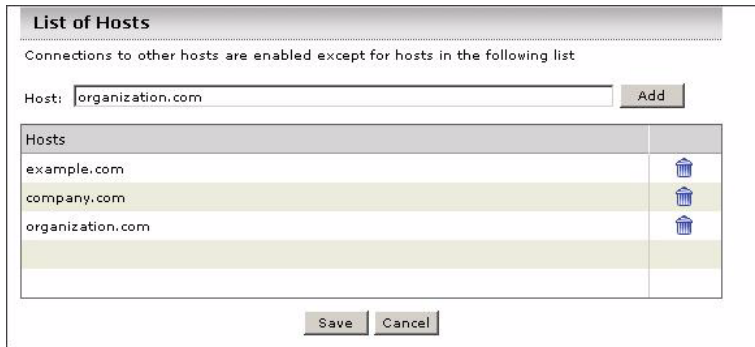 List of Hosts
Connections to other hosts are enabled except for hosts in the following list
Host: organization.com Add
Hosts
example.com
company.com
organization.com
Save Cancel